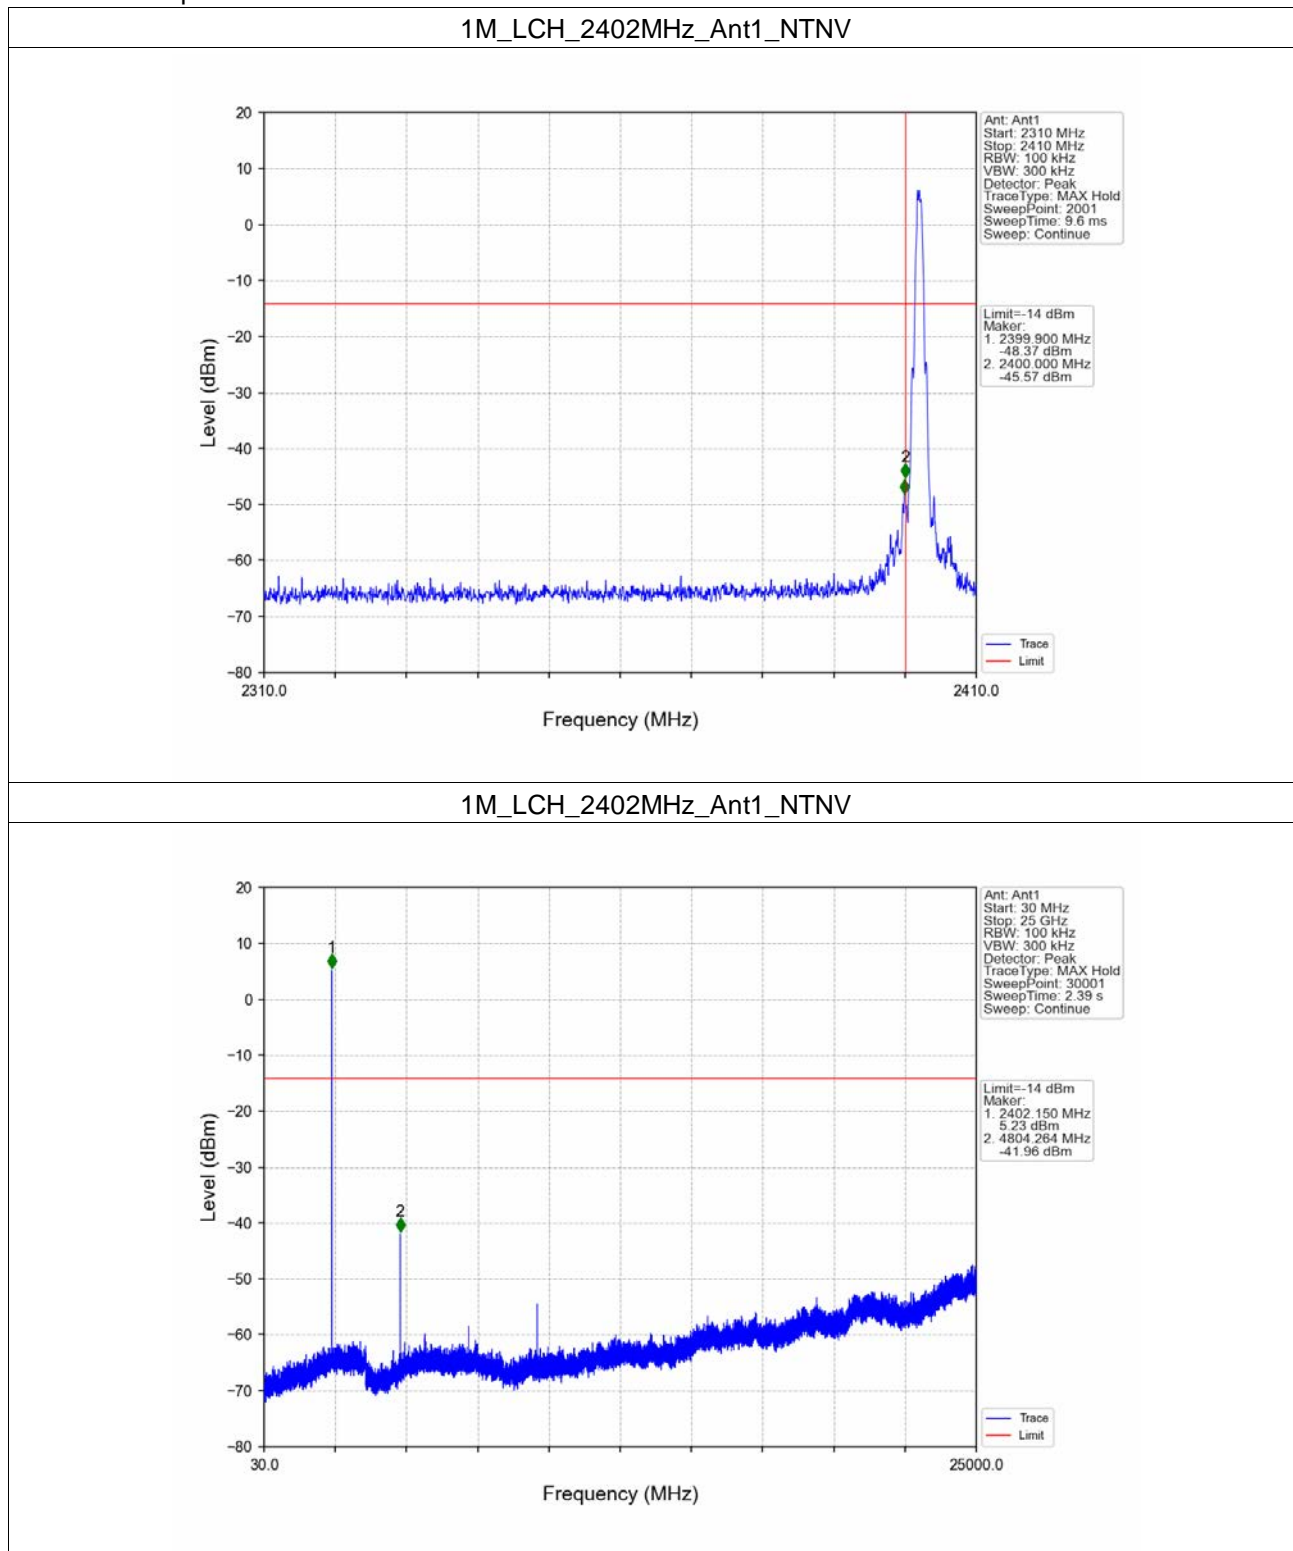 1M_LCH_2402MHz_Ant1_NTNV
20
10
0
−10
−20
−30
−40
−50
−60
−70
−80
Level (dBm)
2
2310.0
2410.0
Frequency (MHz)
Ant: Ant1
Start: 2310 MHz
Stop: 2410 MHz
RBW: 100 kHz
VBW: 300 kHz
Detector: Peak
TraceType: MAX Hold
SweepPoint: 2001
SweepTime: 9.6 ms
Sweep: Continue
Limit=-14 dBm
Maker:
1. 2399.900 MHz
-48.37 dBm
2. 2400.000 MHz
-45.57 dBm
Trace
Limit
1M_LCH_2402MHz_Ant1_NTNV
20
10
0
−10
−20
−30
−40
−50
−60
−70
−80
Level (dBm)
1
2
30.0
25000.0
Frequency (MHz)
Ant: Ant1
Start: 30 MHz
Stop: 25 GHz
RBW: 100 kHz
VBW: 300 kHz
Detector: Peak
TraceType: MAX Hold
SweepPoint: 30001
SweepTime: 2.39 s
Sweep: Continue
Limit=-14 dBm
Maker:
1. 2402.150 MHz
5.23 dBm
2. 4804.264 MHz
-41.96 dBm
Trace
Limit